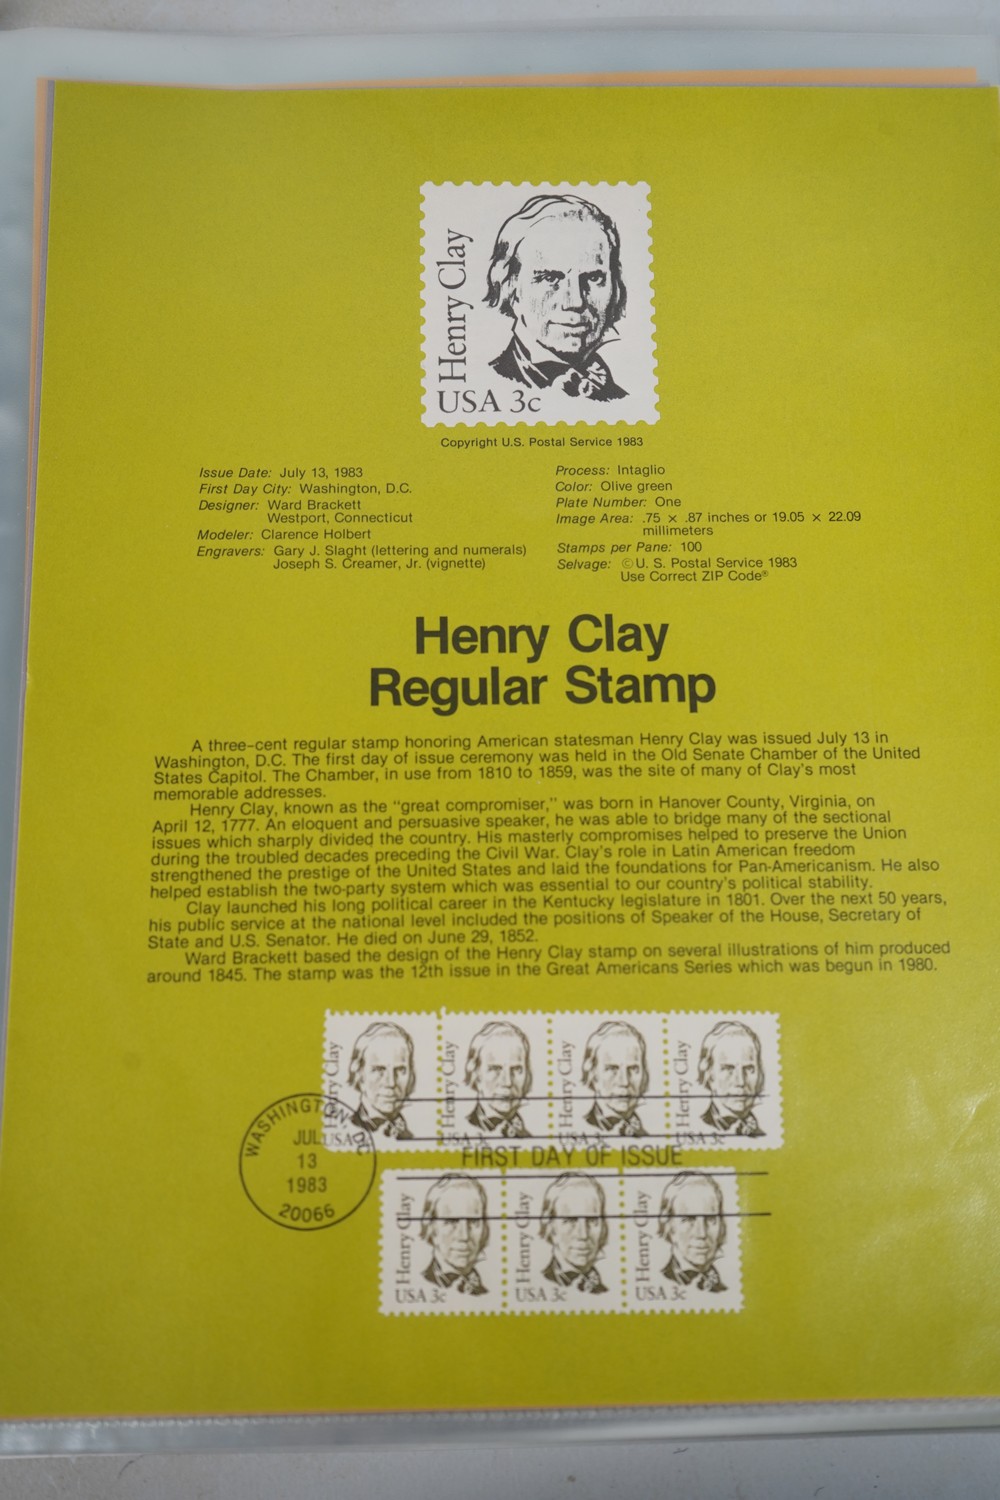 Henry Clay
USA 3c
Copyright U.S. Postal Service 1983
Issue Date: July 13, 1983
First Day City: Washington, D.C.
Designer: Ward Brackett
Westport, Connecticut
Modeler: Clarence Holbert
Engravers: Gary J. Slaght (lettering and numerals)
Joseph S. Creamer, Jr. (vignette)
Process: Intaglio
Color: Olive green
Plate Number: One
Image Area: .75 × .87 inches or 19.05 × 22.09
millimeters
Stamps per Pane: 100
Selvage: ©U. S. Postal Service 1983
Use Correct ZIP Code®
Henry Clay
Regular Stamp
A three-cent regular stamp honoring American statesman Henry Clay was issued July 13 in
Washington, D.C. The first day of issue ceremony was held in the Old Senate Chamber of the United
States Capitol. The Chamber, in use from 1810 to 1859, was the site of many of Clay's most
memorable addresses.
Henry Clay, known as the "great compromiser," was born in Hanover County, Virginia, on
April 12, 1777. An eloquent and persuasive speaker, he was able to bridge many of the sectional
issues which sharply divided the country. His masterly compromises helped to preserve the Union
during the troubled decades preceding the Civil War. Clay's role in Latin American freedom
strengthened the prestige of the United States and laid the foundations for Pan-Americanism. He also
helped establish the two-party system which was essential to our country's political stability.
Clay launched his long political career in the Kentucky legislature in 1801. Over the next 50 years,
his public service at the national level included the positions of Speaker of the House, Secretary of
State and U.S. Senator. He died on June 29, 1852.
Ward Brackett based the design of the Henry Clay stamp on several illustrations of him produced
around 1845. The stamp was the 12th issue in the Great Americans Series which was begun in 1980.
Henry Clay
USA
Henry Clay
USA 3c
Henry Clay
USA 3c
Henry Clay
USA 3c
WASHINGTON, DC
JUL
13
1983
20066
FIRST DAY OF ISSUE
Henry Clay
USA 3c
Henry Clay
USA 3c
Henry Clay
USA 3c